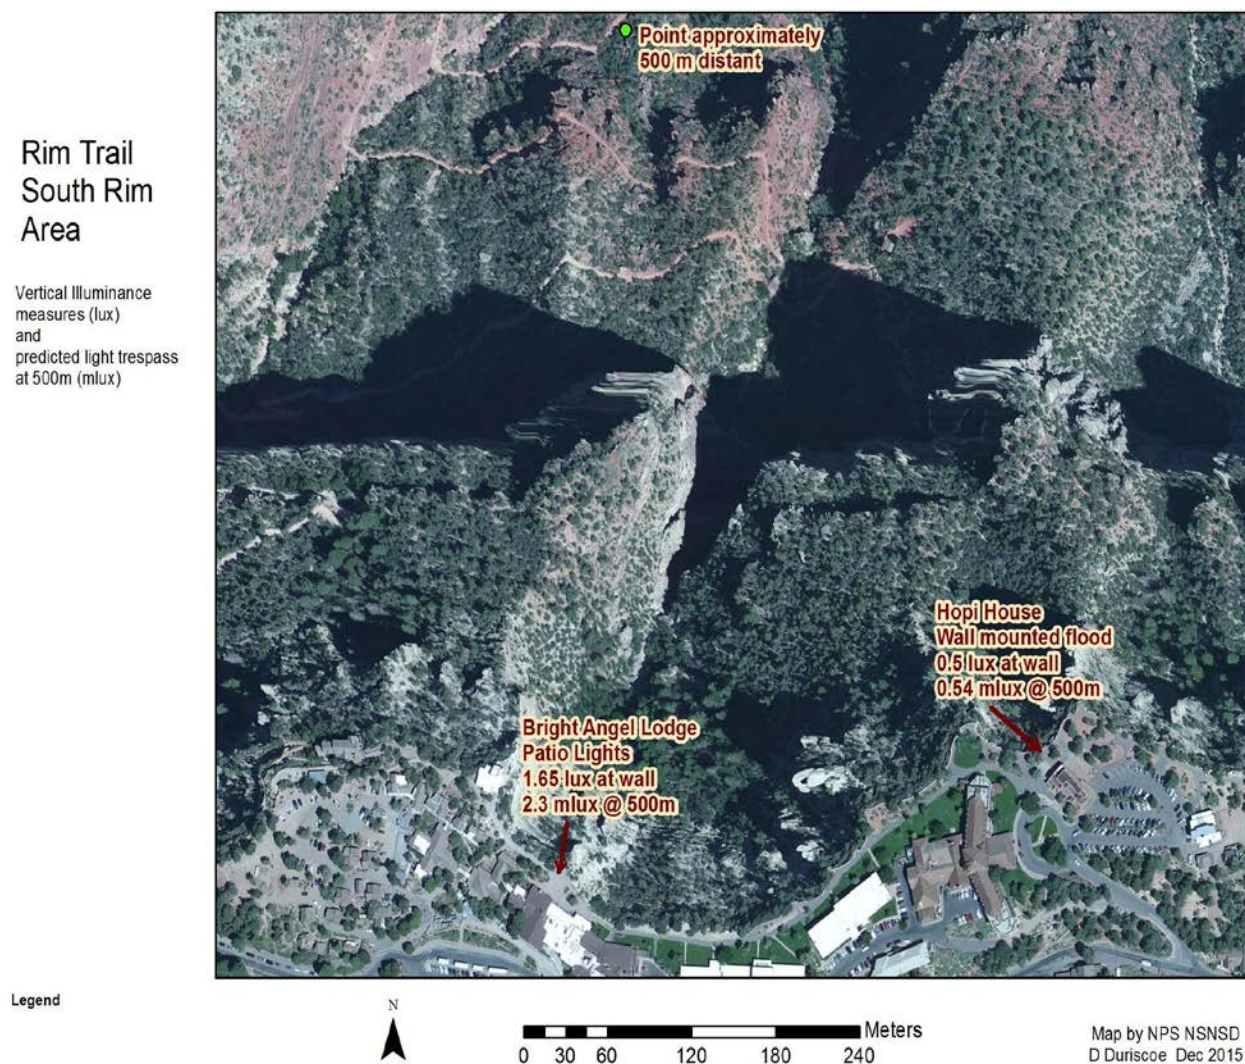 Point approximately
500 m distant
Rim Trail
South Rim
Area
Vertical Illuminance
measures (lux)
and
predicted light trespass
at 500m (mlux)
Hopi House
Wall mounted flood
0.5 lux at wall
0.54 mlux @ 500m
Bright Angel Lodge
Patio Lights
1.65 lux at wall
2.3 mlux @ 500m
Legend
N
Meters
0 30 60 120 180 240
Map by NPS NSNSD
D Duriscoe Dec 2015